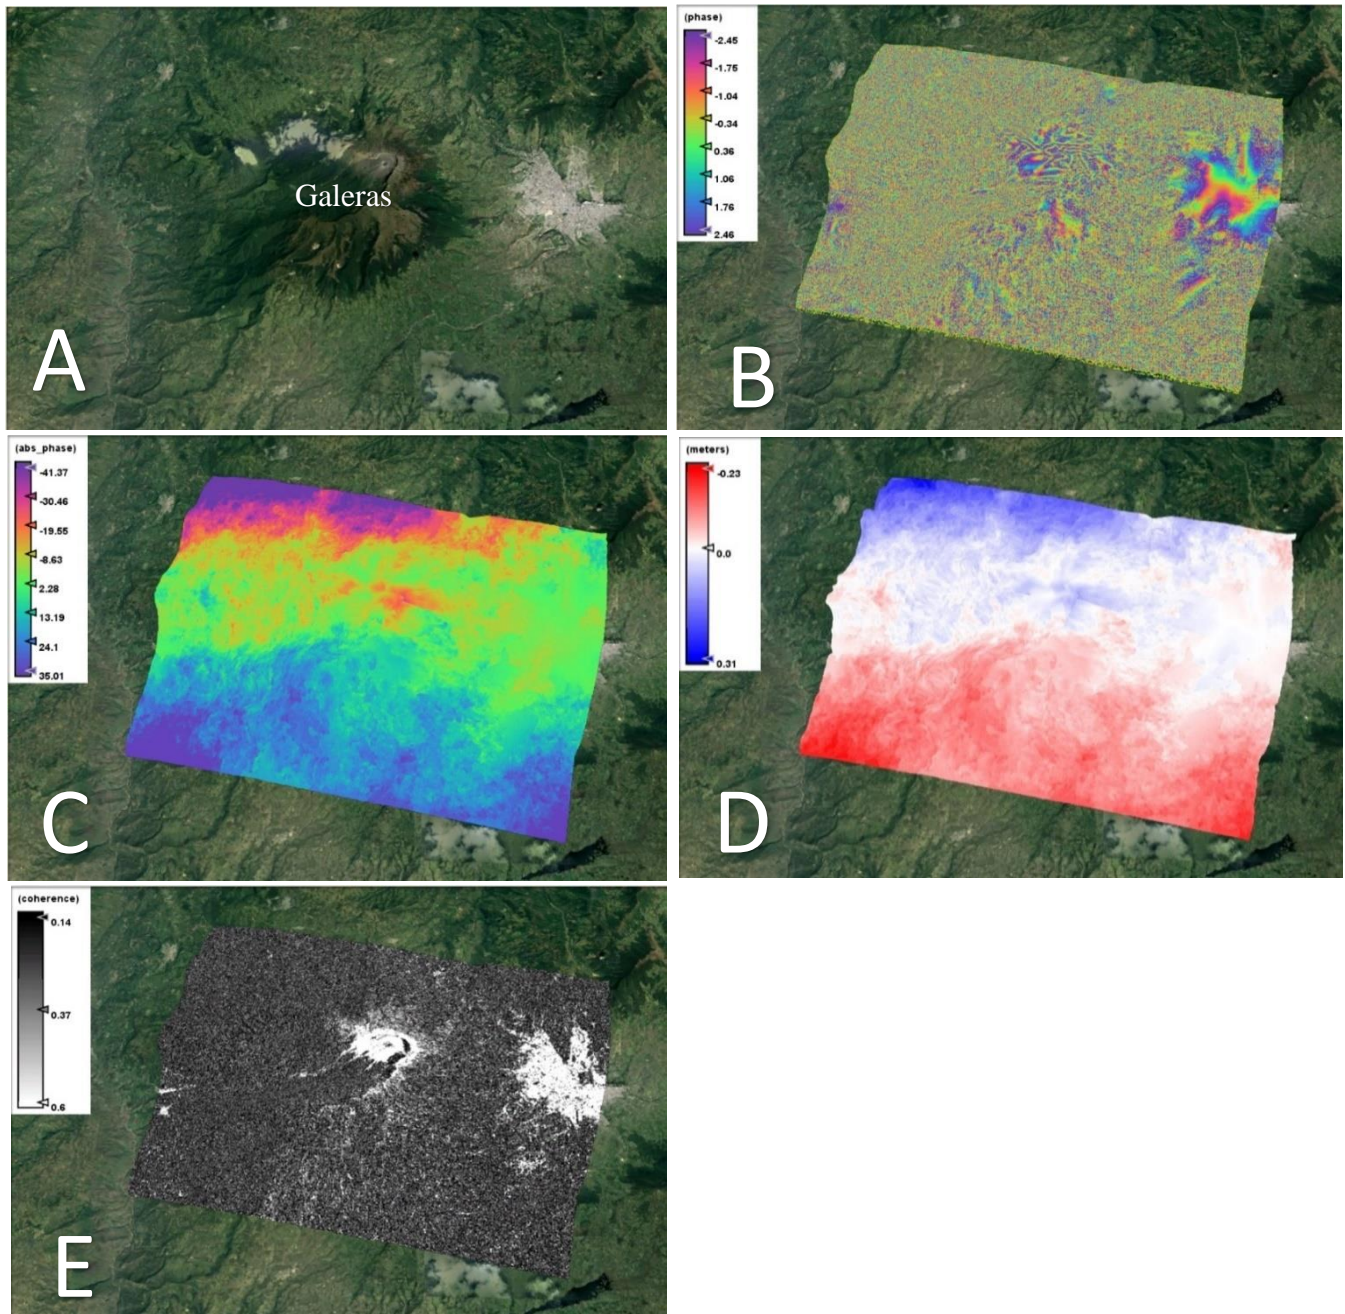 Galeras
A
(phase)
-2.45
-1.75
-1.04
-0.34
0.36
1.06
1.76
2.46
B
(abs_phase)
-41.37
-30.46
-19.55
-8.63
2.28
13.19
24.1
35.01
C
(meters)
-0.23
0.0
0.31
D
(coherence)
0.14
0.37
0.6
E